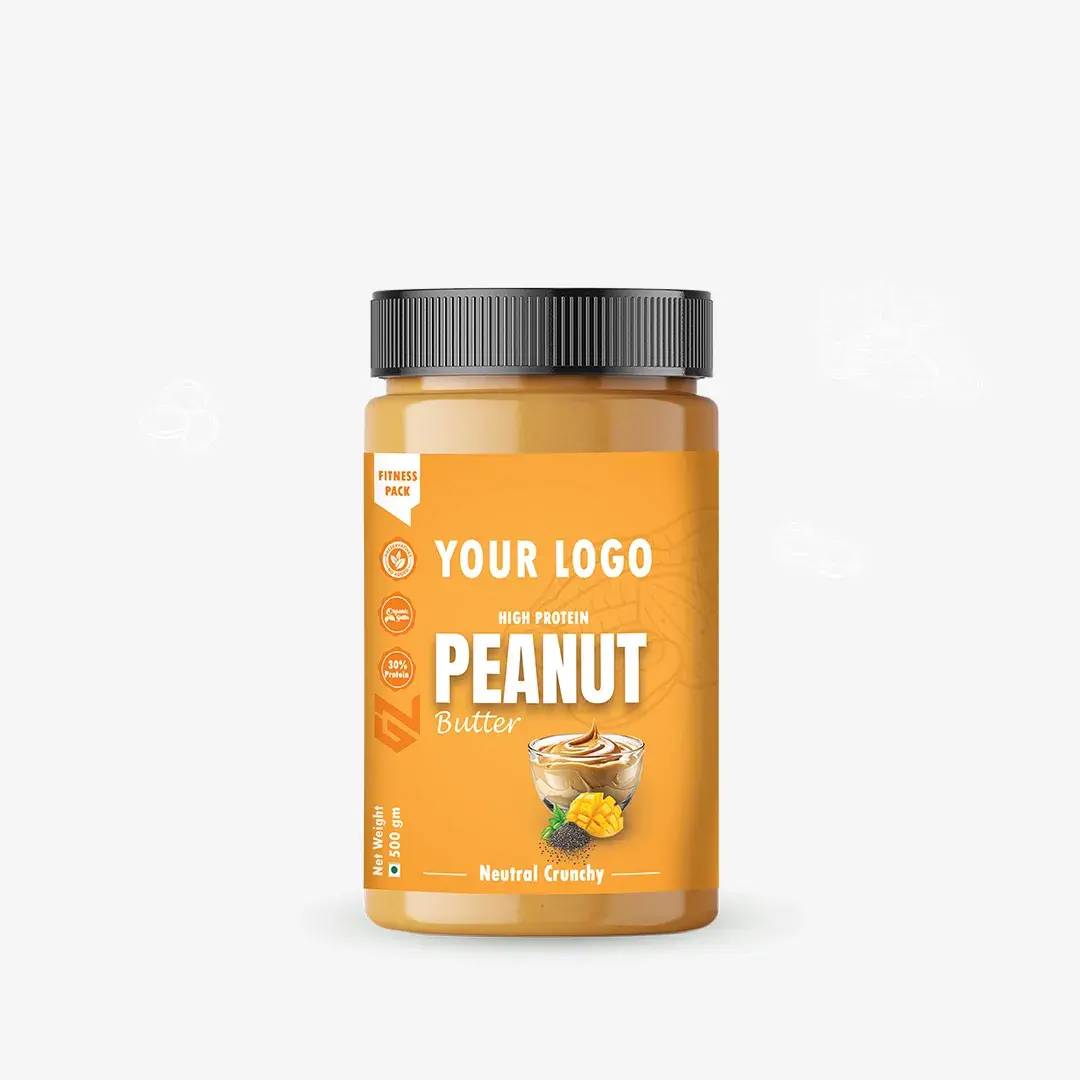 FITNESS
PACK
YOUR LOGO
HIGH PROTEIN
PEANUT
Butter
30%
Protein
Net Weight
500 gm
Neutral Crunchy